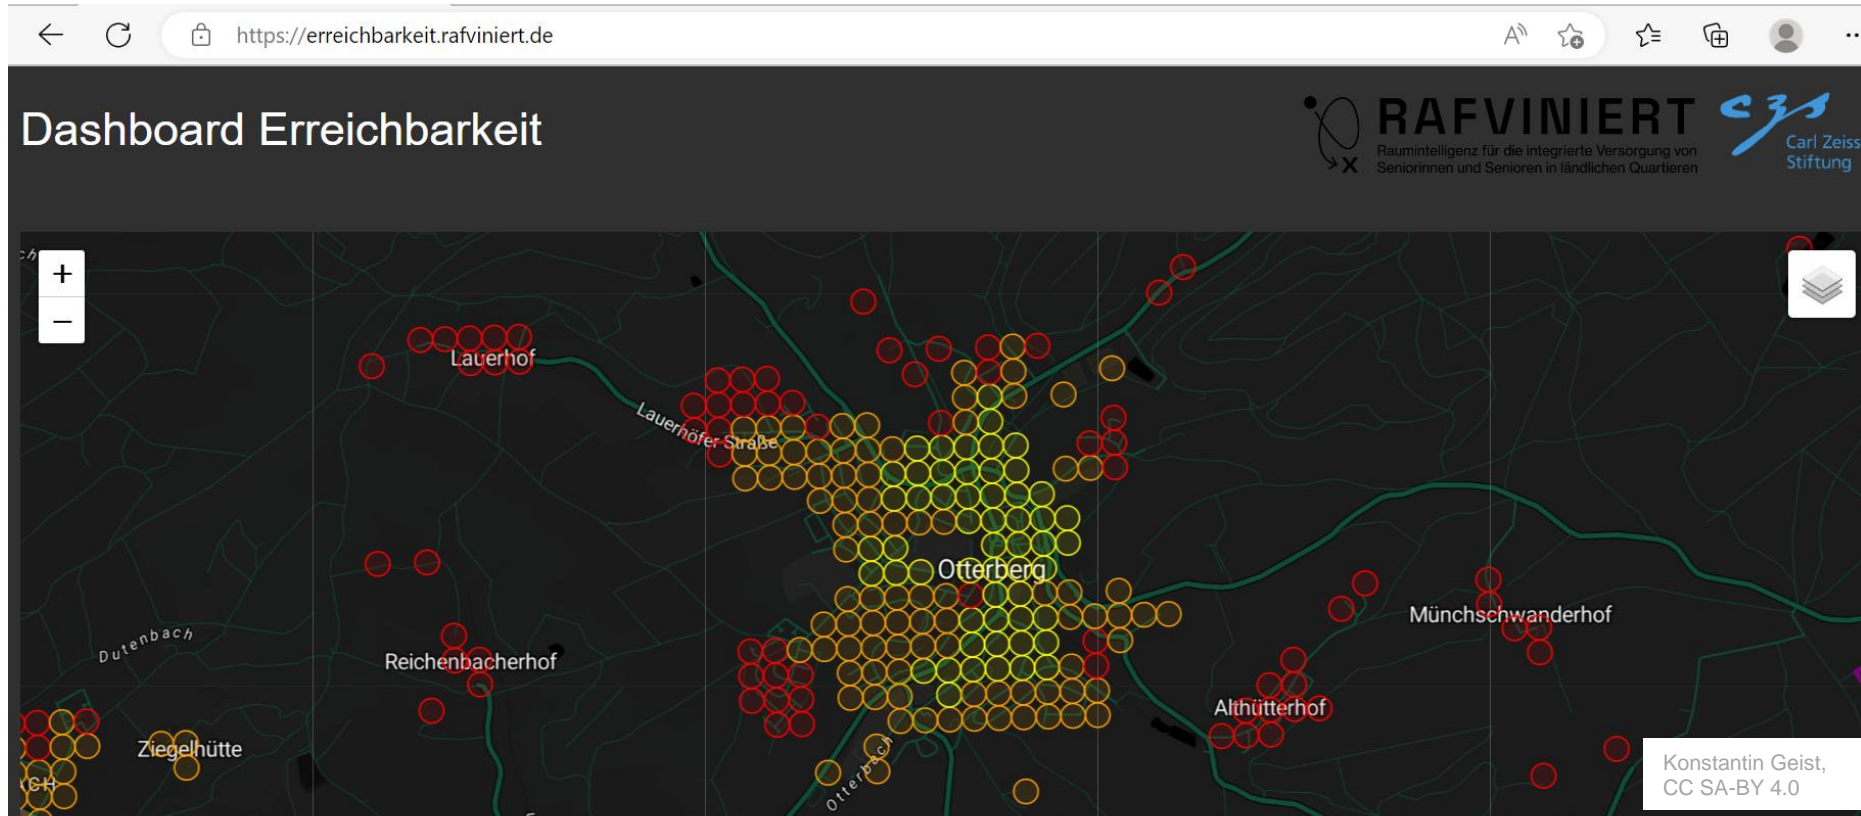 https://erreichbarkeit.rafviniert.de
Dashboard Erreichbarkeit
RAFVINIERT
Raumintelligenz für die integrierte Versorgung von
Seniorinnen und Senioren in ländlichen Quartieren
czs
Carl Zeiss
Stiftung
+
−
Lauerhof
Lauerhöfer Straße
Otterberg
Münchschwanderhof
Dutenbach
Reichenbacherhof
Althütterhof
Ziegelhütte
Otterbach
Konstantin Geist,
CC SA-BY 4.0